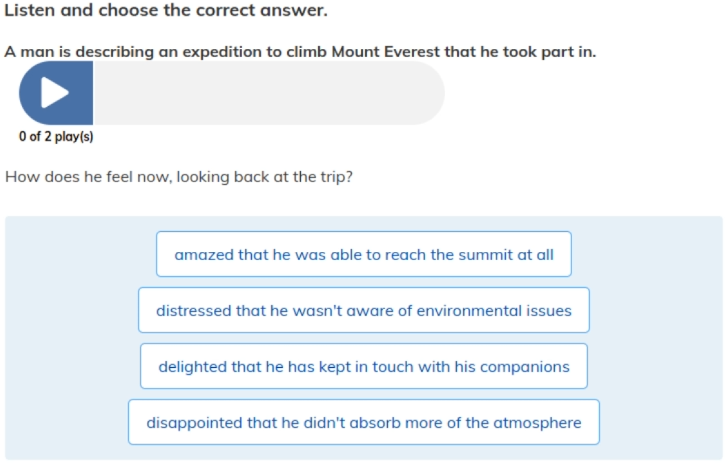 Listen and choose the correct answer.
A man is describing an expedition to climb Mount Everest that he took part in.
0 of 2 play(s)
How does he feel now, looking back at the trip?
amazed that he was able to reach the summit at all
distressed that he wasn't aware of environmental issues
delighted that he has kept in touch with his companions
disappointed that he didn't absorb more of the atmosphere